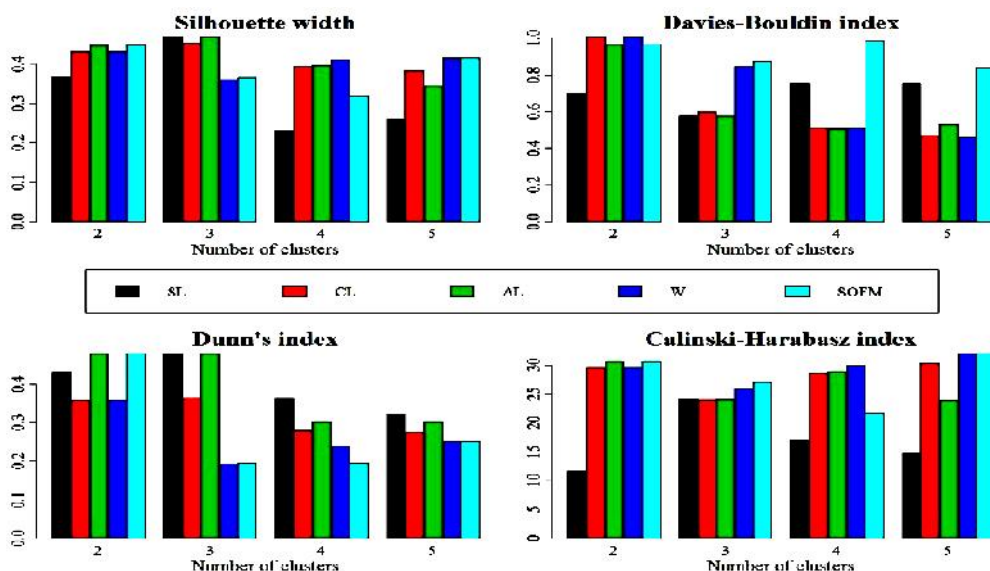 Silhouette width
0.0 0.1 0.2 0.3 0.4
2 3 4 5
Number of clusters
Davies-Bouldin index
0.0 0.2 0.4 0.6 0.8 1.0
2 3 4 5
Number of clusters
SL CL AL W SOFM
Dunn's index
0.0 0.1 0.2 0.3 0.4
2 3 4 5
Number of clusters
Calinski-Harabasz index
0 5 10 15 20 25 30
2 3 4 5
Number of clusters